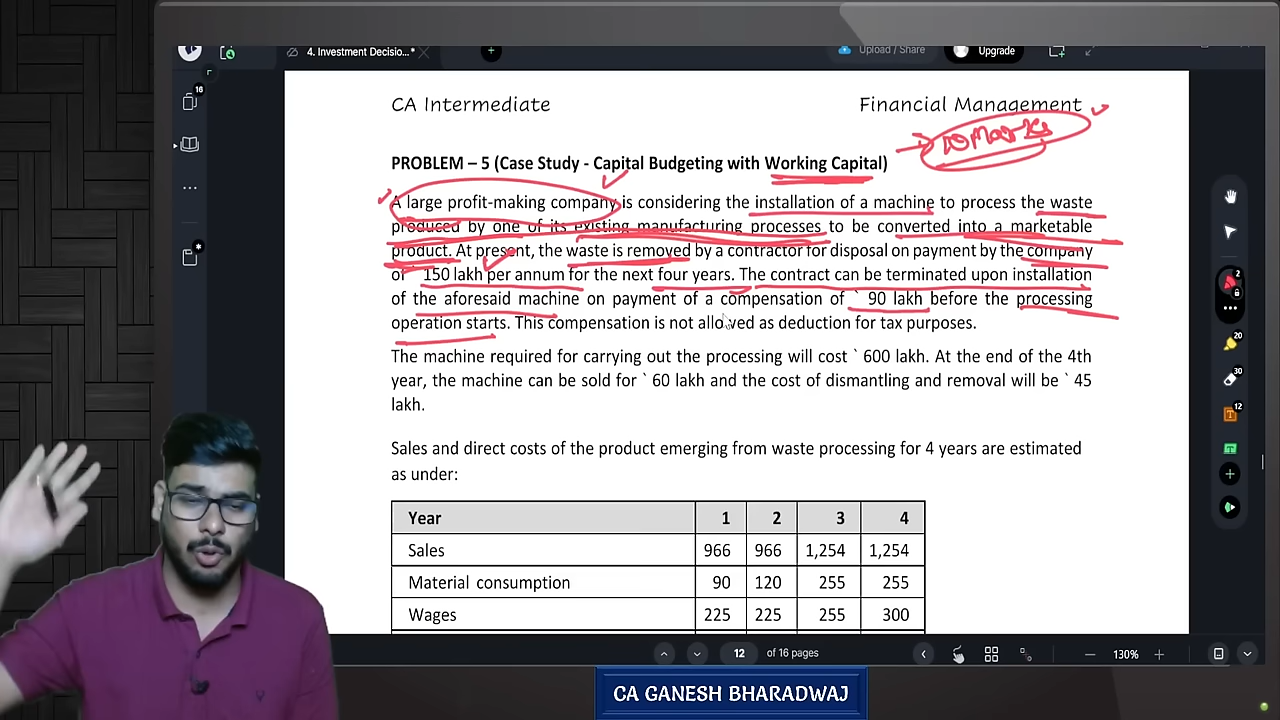 4. Investment Decisio...*
Upload / Share
Upgrade
CA Intermediate
Financial Management
10 Marks
PROBLEM – 5 (Case Study - Capital Budgeting with Working Capital)
A large profit-making company is considering the installation of a machine to process the waste
produced by one of its existing manufacturing processes to be converted into a marketable
product. At present, the waste is removed by a contractor for disposal on payment by the company
of ` 150 lakh per annum for the next four years. The contract can be terminated upon installation
of the aforesaid machine on payment of a compensation of ` 90 lakh before the processing
operation starts. This compensation is not allowed as deduction for tax purposes.
The machine required for carrying out the processing will cost ` 600 lakh. At the end of the 4th
year, the machine can be sold for ` 60 lakh and the cost of dismantling and removal will be ` 45
lakh.
Sales and direct costs of the product emerging from waste processing for 4 years are estimated
as under:
Year 1 2 3 4
Sales 966 966 1,254 1,254
Material consumption 90 120 255 255
Wages 225 225 255 300
16
2
20
30
12
12 of 16 pages
130%
CA GANESH BHARADWAJ